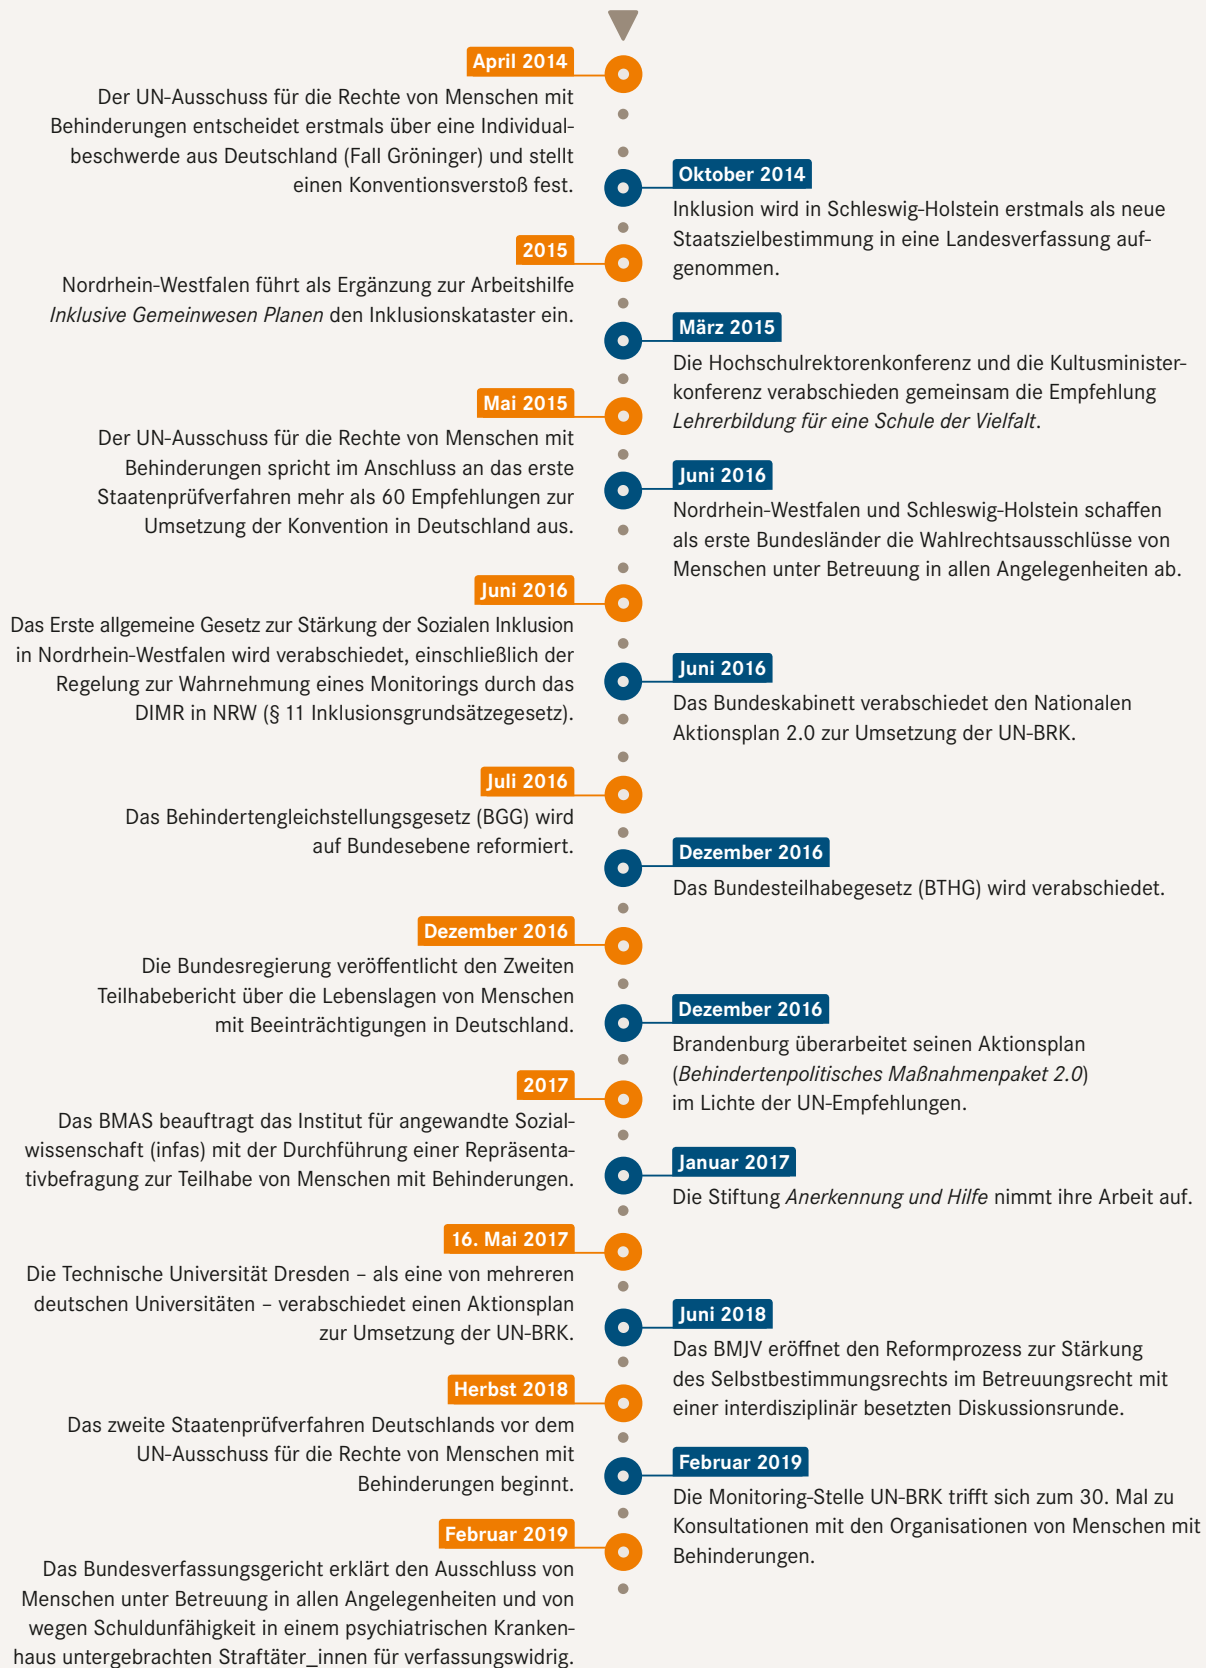 April 2014
Der UN-Ausschuss für die Rechte von Menschen mit
Behinderungen entscheidet erstmals über eine Individual-
beschwerde aus Deutschland (Fall Gröninger) und stellt
einen Konventionsverstoß fest.
Oktober 2014
Inklusion wird in Schleswig-Holstein erstmals als neue
Staatszielbestimmung in eine Landesverfassung auf-
genommen.
2015
Nordrhein-Westfalen führt als Ergänzung zur Arbeitshilfe
Inklusive Gemeinwesen Planen den Inklusionskataster ein.
März 2015
Die Hochschulrektorenkonferenz und die Kultusminister-
konferenz verabschieden gemeinsam die Empfehlung
Lehrerbildung für eine Schule der Vielfalt.
Mai 2015
Der UN-Ausschuss für die Rechte von Menschen mit
Behinderungen spricht im Anschluss an das erste
Staatenprüfverfahren mehr als 60 Empfehlungen zur
Umsetzung der Konvention in Deutschland aus.
Juni 2016
Nordrhein-Westfalen und Schleswig-Holstein schaffen
als erste Bundesländer die Wahlrechtsausschlüsse von
Menschen unter Betreuung in allen Angelegenheiten ab.
Juni 2016
Das Erste allgemeine Gesetz zur Stärkung der Sozialen Inklusion
in Nordrhein-Westfalen wird verabschiedet, einschließlich der
Regelung zur Wahrnehmung eines Monitorings durch das
DIMR in NRW (§ 11 Inklusionsgrundsätzegesetz).
Juni 2016
Das Bundeskabinett verabschiedet den Nationalen
Aktionsplan 2.0 zur Umsetzung der UN-BRK.
Juli 2016
Das Behindertengleichstellungsgesetz (BGG) wird
auf Bundesebene reformiert.
Dezember 2016
Das Bundesteilhabegesetz (BTHG) wird verabschiedet.
Dezember 2016
Die Bundesregierung veröffentlicht den Zweiten
Teilhabebericht über die Lebenslagen von Menschen
mit Beeinträchtigungen in Deutschland.
Dezember 2016
Brandenburg überarbeitet seinen Aktionsplan
(Behindertenpolitisches Maßnahmenpaket 2.0)
im Lichte der UN-Empfehlungen.
2017
Das BMAS beauftragt das Institut für angewandte Sozial-
wissenschaft (infas) mit der Durchführung einer Repräsenta-
tivbefragung zur Teilhabe von Menschen mit Behinderungen.
Januar 2017
Die Stiftung Anerkennung und Hilfe nimmt ihre Arbeit auf.
16. Mai 2017
Die Technische Universität Dresden – als eine von mehreren
deutschen Universitäten – verabschiedet einen Aktionsplan
zur Umsetzung der UN-BRK.
Juni 2018
Das BMJV eröffnet den Reformprozess zur Stärkung
des Selbstbestimmungsrechts im Betreuungsrecht mit
einer interdisziplinär besetzten Diskussionsrunde.
Herbst 2018
Das zweite Staatenprüfverfahren Deutschlands vor dem
UN-Ausschuss für die Rechte von Menschen mit
Behinderungen beginnt.
Februar 2019
Die Monitoring-Stelle UN-BRK trifft sich zum 30. Mal zu
Konsultationen mit den Organisationen von Menschen mit
Behinderungen.
Februar 2019
Das Bundesverfassungsgericht erklärt den Ausschluss von
Menschen unter Betreuung in allen Angelegenheiten und von
wegen Schuldunfähigkeit in einem psychiatrischen Kranken-
haus untergebrachten Straftäter_innen für verfassungswidrig.